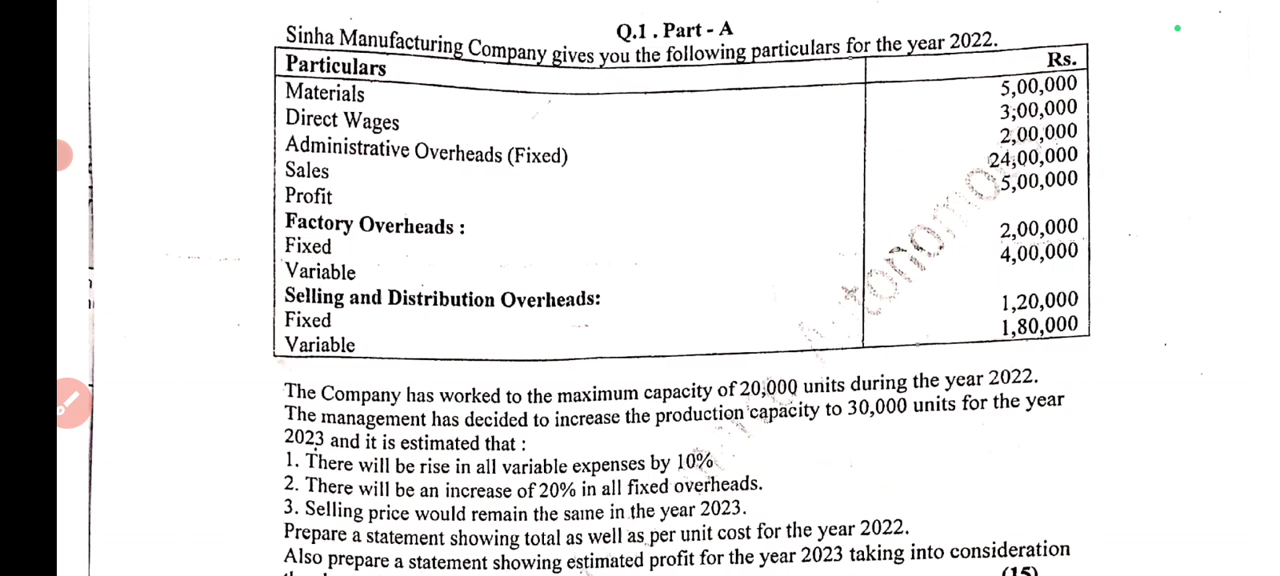 Q.1 . Part - A
Sinha Manufacturing Company gives you the following particulars for the year 2022.
Particulars Rs.
Materials 5,00,000
Direct Wages 3,00,000
Administrative Overheads (Fixed) 2,00,000
Sales 24,00,000
Profit 5,00,000
Factory Overheads :
Fixed 2,00,000
Variable 4,00,000
Selling and Distribution Overheads:
Fixed 1,20,000
Variable 1,80,000
The Company has worked to the maximum capacity of 20,000 units during the year 2022.
The management has decided to increase the production capacity to 30,000 units for the year
2023 and it is estimated that :
1. There will be rise in all variable expenses by 10%
2. There will be an increase of 20% in all fixed overheads.
3. Selling price would remain the same in the year 2023.
Prepare a statement showing total as well as per unit cost for the year 2022.
Also prepare a statement showing estimated profit for the year 2023 taking into consideration
(15)